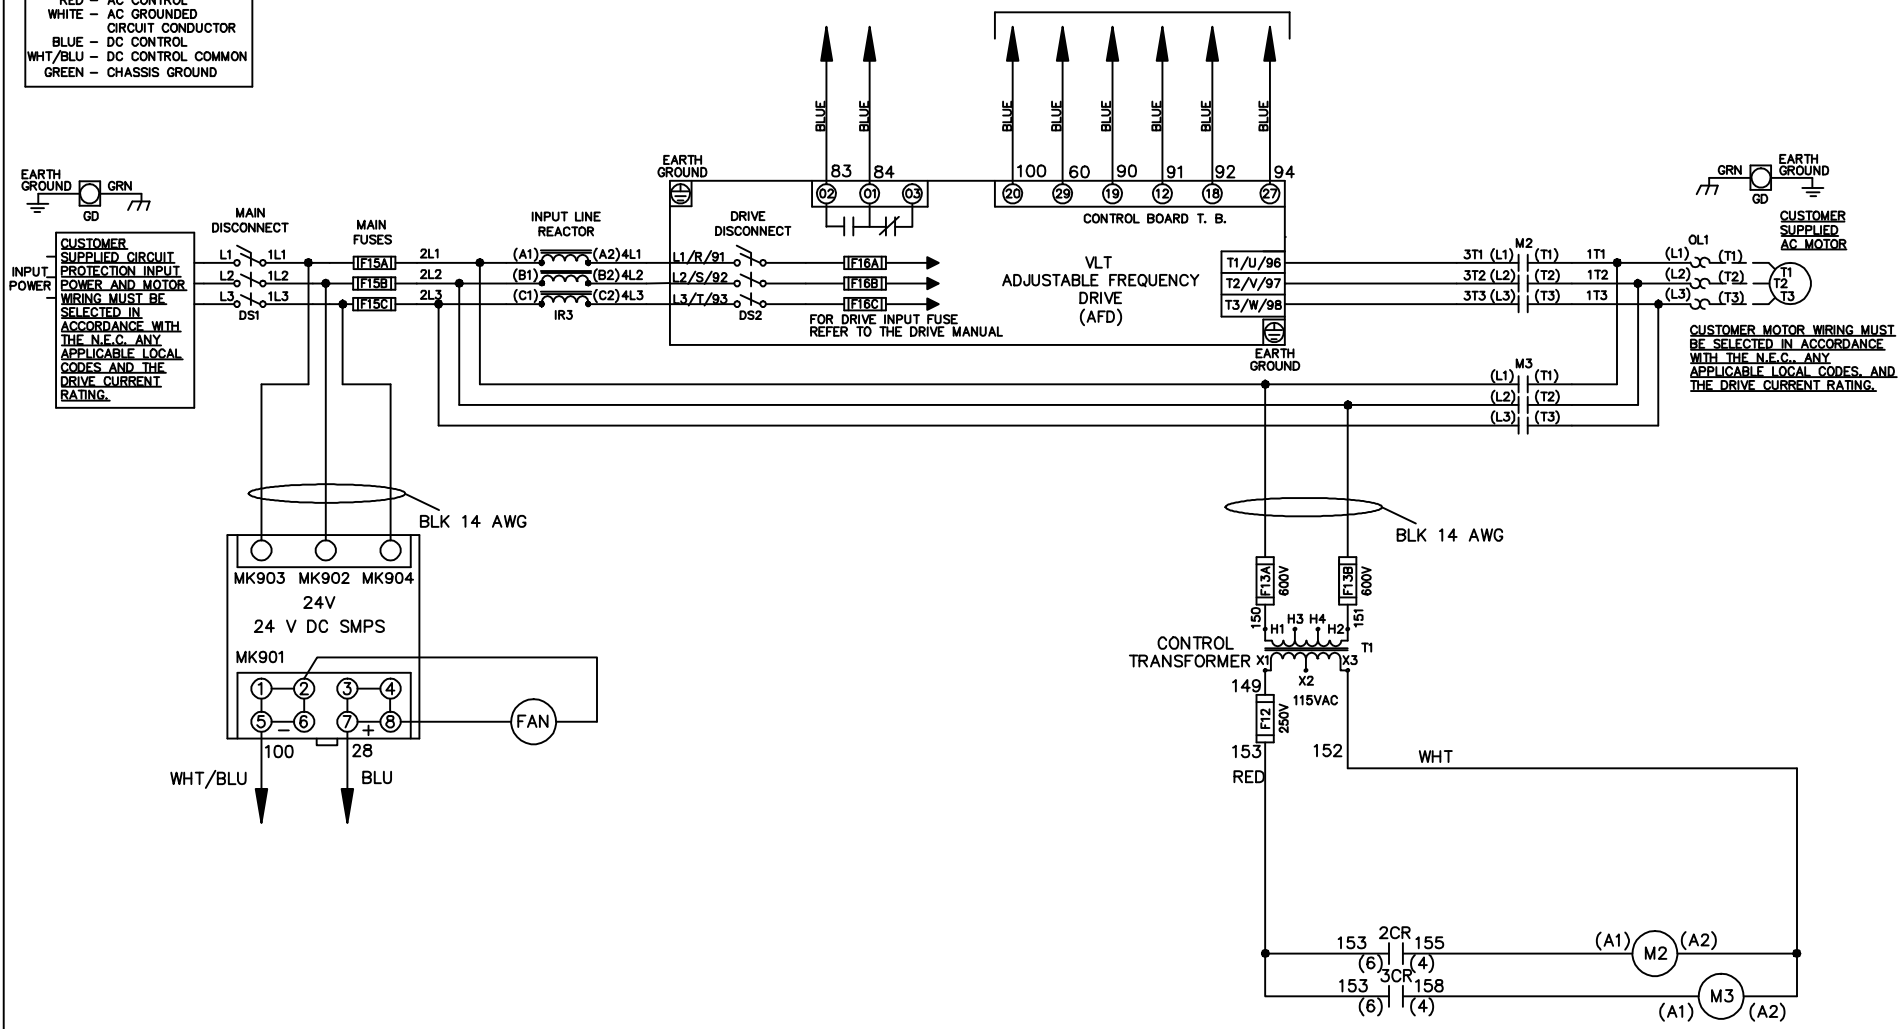 RED – AC CONTROL
WHITE – AC GROUNDED
CIRCUIT CONDUCTOR
BLUE – DC CONTROL
WHT/BLU – DC CONTROL COMMON
GREEN – CHASSIS GROUND
BLUE
BLUE
BLUE
BLUE
BLUE
BLUE
BLUE
BLUE
EARTH
GROUND
GRN
GD
EARTH
GROUND
83
84
02
01
03
100
60
90
91
92
94
20
29
19
12
18
27
CONTROL BOARD T. B.
GRN
EARTH
GROUND
GD
CUSTOMER
SUPPLIED
AC MOTOR
INPUT
POWER
CUSTOMER
SUPPLIED CIRCUIT
PROTECTION INPUT
POWER AND MOTOR
WIRING MUST BE
SELECTED IN
ACCORDANCE WITH
THE N.E.C. ANY
APPLICABLE LOCAL
CODES AND THE
DRIVE CURRENT
RATING.
MAIN
DISCONNECT
L1
1L1
L2
1L2
L3
1L3
DS1
MAIN
FUSES
F15A
F15B
F15C
2L1
2L2
2L3
INPUT LINE
REACTOR
(A1)
(A2)
4L1
(B1)
(B2)
4L2
(C1)
(C2)
4L3
IR3
L1/R/91
L2/S/92
L3/T/93
DRIVE
DISCONNECT
DS2
F16A
F16B
F16C
FOR DRIVE INPUT FUSE
REFER TO THE DRIVE MANUAL
VLT
ADJUSTABLE FREQUENCY
DRIVE
(AFD)
T1/U/96
T2/V/97
T3/W/98
EARTH
GROUND
M2
3T1 (L1)
(T1)
1T1
3T2 (L2)
(T2)
1T2
3T3 (L3)
(T3)
1T3
OL1
(L1)
(T1)
(L2)
(T2)
(L3)
(T3)
T1
T2
T3
CUSTOMER MOTOR WIRING MUST
BE SELECTED IN ACCORDANCE
WITH THE N.E.C., ANY
APPLICABLE LOCAL CODES, AND
THE DRIVE CURRENT RATING.
M3
(L1)
(T1)
(L2)
(T2)
(L3)
(T3)
BLK 14 AWG
BLK 14 AWG
MK903 MK902 MK904
24V
24 V DC SMPS
MK901
1
2
3
4
5
6
7
8
–
+
FAN
100
28
WHT/BLU
BLU
F13A
600V
F13B
600V
150
151
H1
H3
H4
H2
CONTROL
TRANSFORMER
T1
X1
X3
X2
115VAC
149
F12
250V
153
152
RED
WHT
2CR
153
155
(6)
(4)
(A1)
M2
(A2)
3CR
153
158
(6)
(4)
(A1)
M3
(A2)